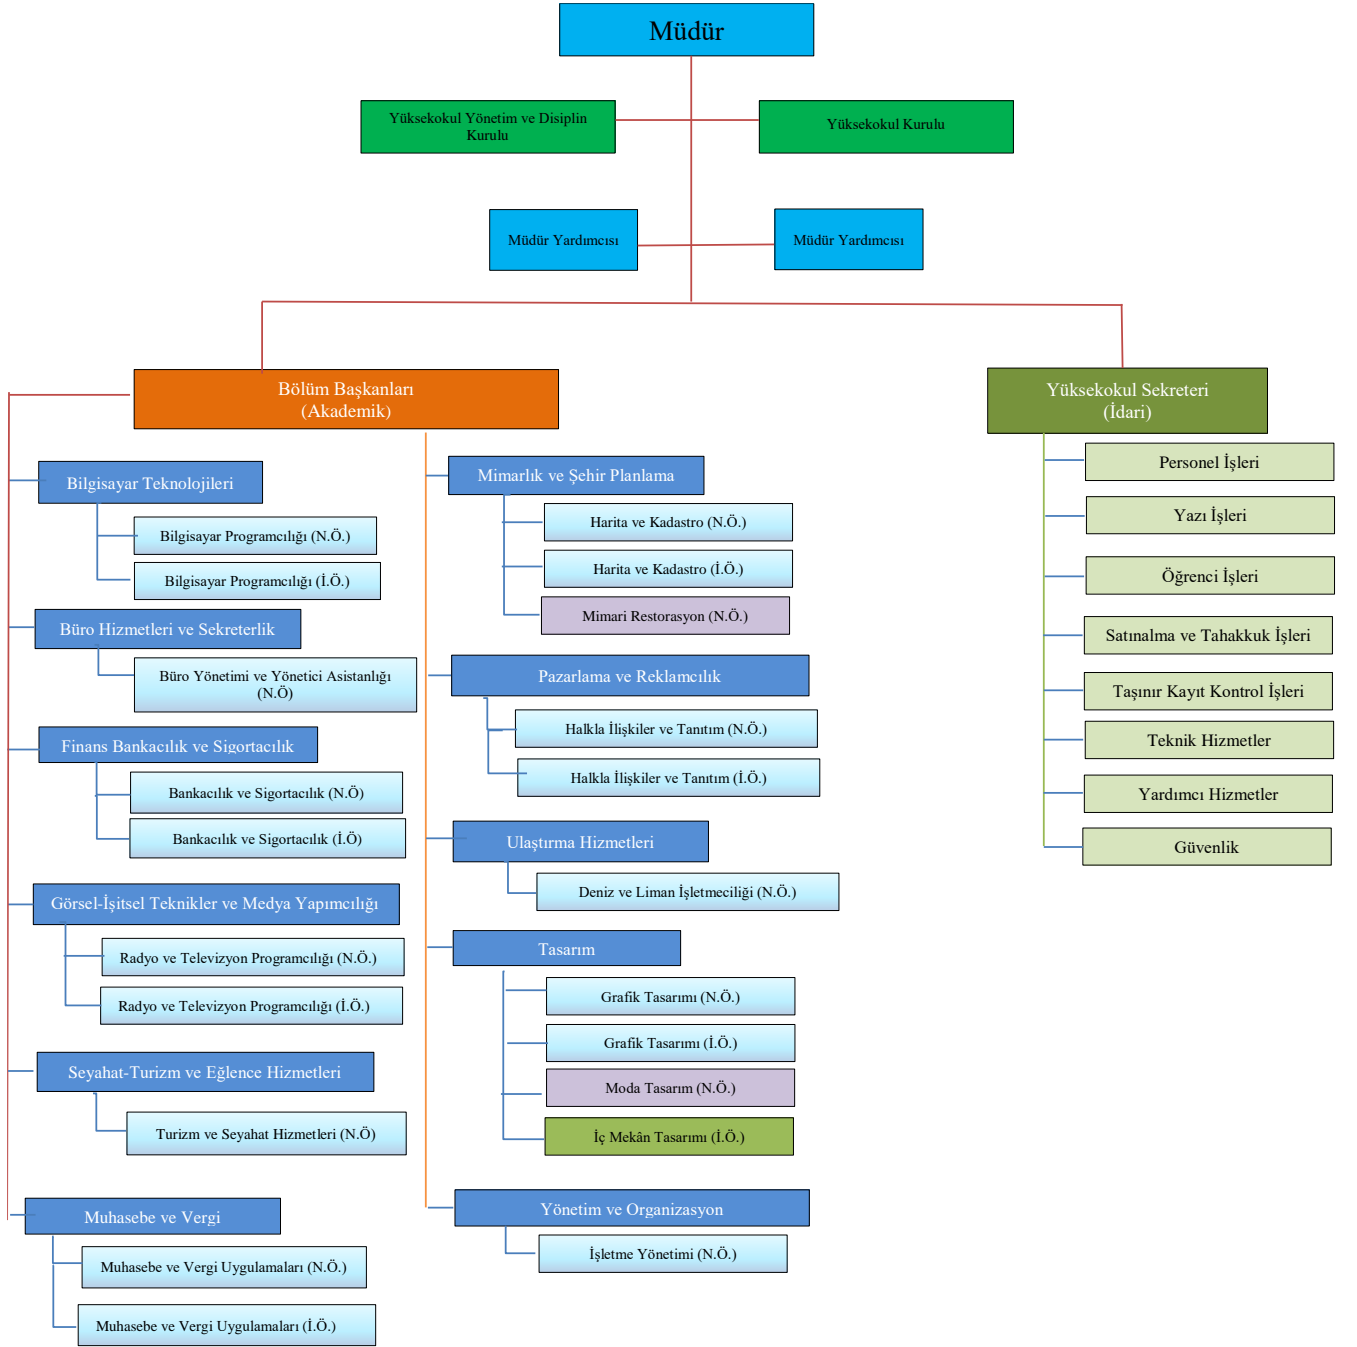 Müdür
Yüksekokul Yönetim ve Disiplin
Kurulu
Yüksekokul Kurulu
Müdür Yardımcısı
Müdür Yardımcısı
Bölüm Başkanları
(Akademik)
Yüksekokul Sekreteri
(İdari)
Bilgisayar Teknolojileri
Bilgisayar Programcılığı (N.Ö.)
Bilgisayar Programcılığı (İ.Ö.)
Büro Hizmetleri ve Sekreterlik
Büro Yönetimi ve Yönetici Asistanlığı
(N.Ö)
Finans Bankacılık ve Sigortacılık
Bankacılık ve Sigortacılık (N.Ö)
Bankacılık ve Sigortacılık (İ.Ö)
Görsel-İşitsel Teknikler ve Medya Yapımcılığı
Radyo ve Televizyon Programcılığı (N.Ö.)
Radyo ve Televizyon Programcılığı (İ.Ö.)
Seyahat-Turizm ve Eğlence Hizmetleri
Turizm ve Seyahat Hizmetleri (N.Ö)
Muhasebe ve Vergi
Muhasebe ve Vergi Uygulamaları (N.Ö.)
Muhasebe ve Vergi Uygulamaları (İ.Ö.)
Mimarlık ve Şehir Planlama
Harita ve Kadastro (N.Ö.)
Harita ve Kadastro (İ.Ö.)
Mimari Restorasyon (N.Ö.)
Pazarlama ve Reklamcılık
Halkla İlişkiler ve Tanıtım (N.Ö.)
Halkla İlişkiler ve Tanıtım (İ.Ö.)
Ulaştırma Hizmetleri
Deniz ve Liman İşletmeciliği (N.Ö.)
Tasarım
Grafik Tasarımı (N.Ö.)
Grafik Tasarımı (İ.Ö.)
Moda Tasarım (N.Ö.)
İç Mekân Tasarımı (İ.Ö.)
Yönetim ve Organizasyon
İşletme Yönetimi (N.Ö.)
Personel İşleri
Yazı İşleri
Öğrenci İşleri
Satınalma ve Tahakkuk İşleri
Taşınır Kayıt Kontrol İşleri
Teknik Hizmetler
Yardımcı Hizmetler
Güvenlik